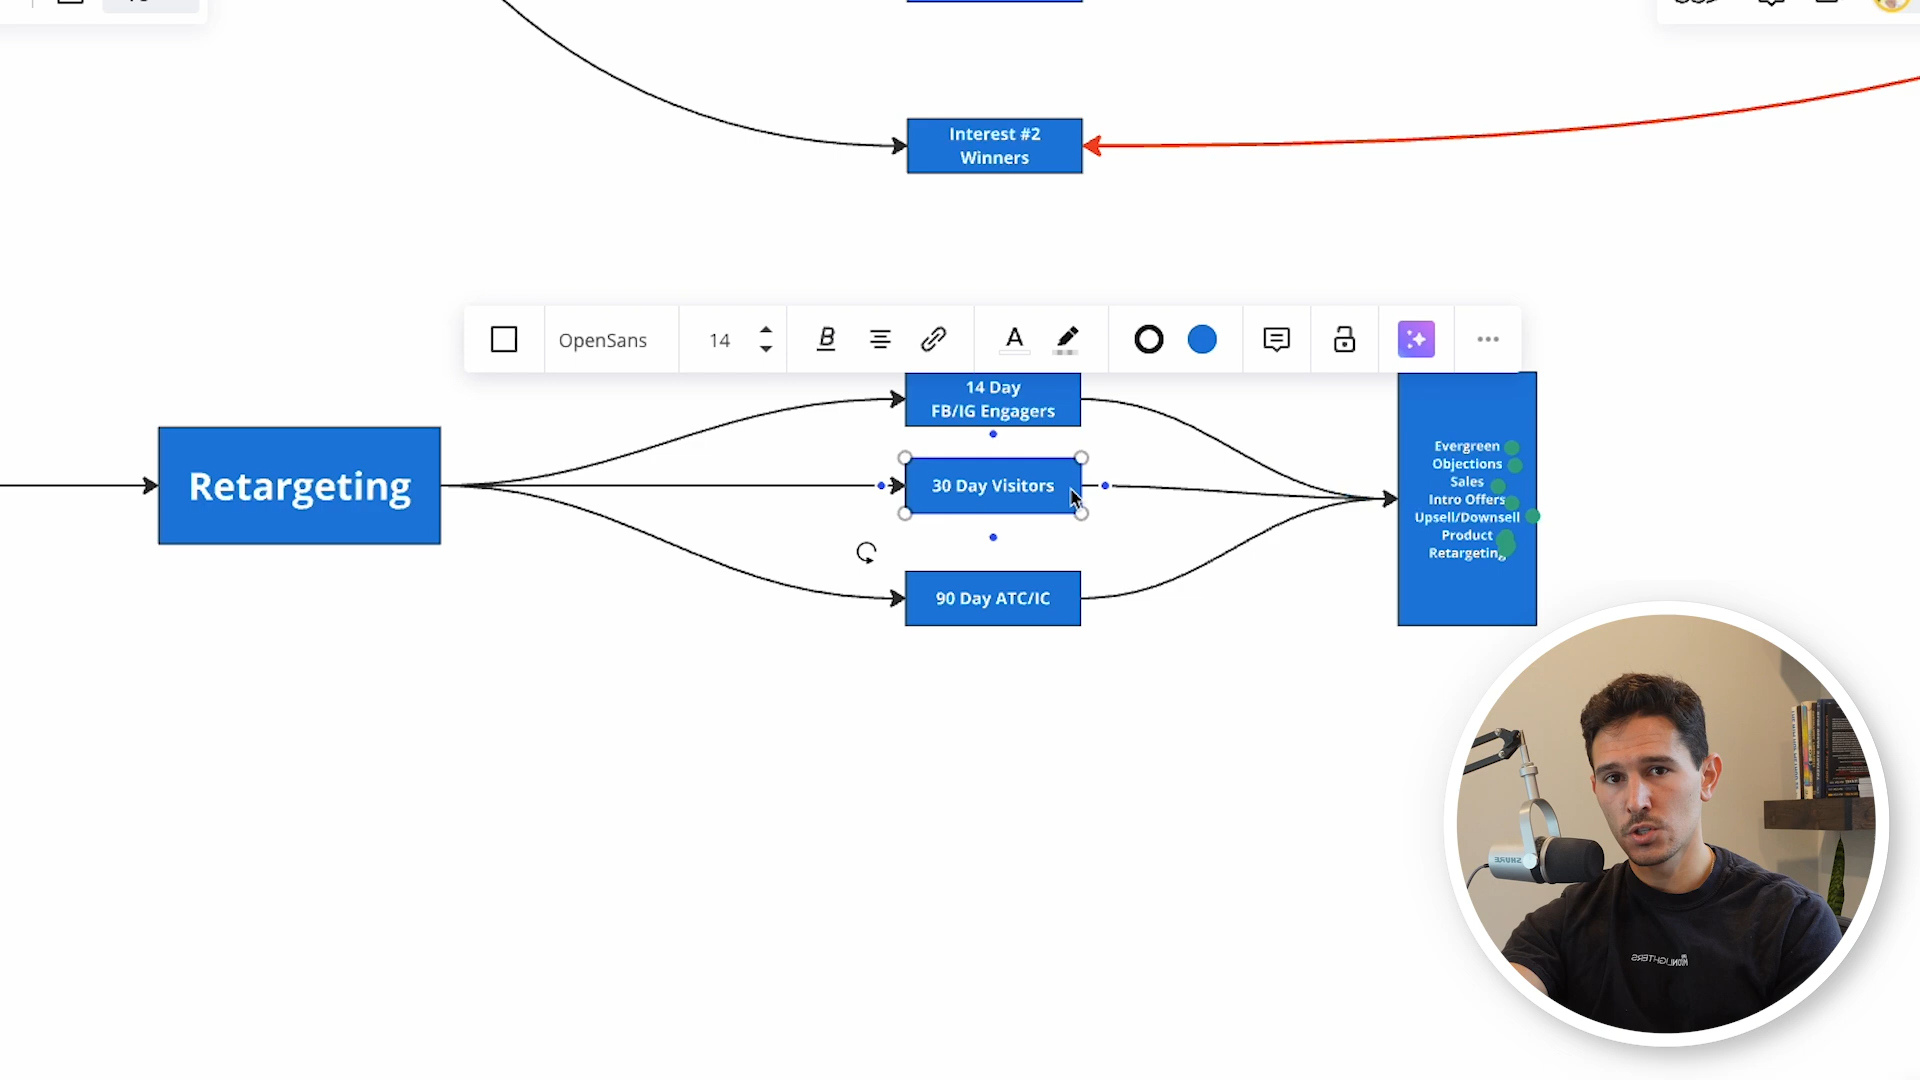 Interest #2
Winners
OpenSans
14
B
A
14 Day
FB/IG Engagers
Retargeting
30 Day Visitors
90 Day ATC/IC
Evergreen
Objections
Sales
Intro Offers
Upsell/Downsell
Product
Retargeting
SHURE